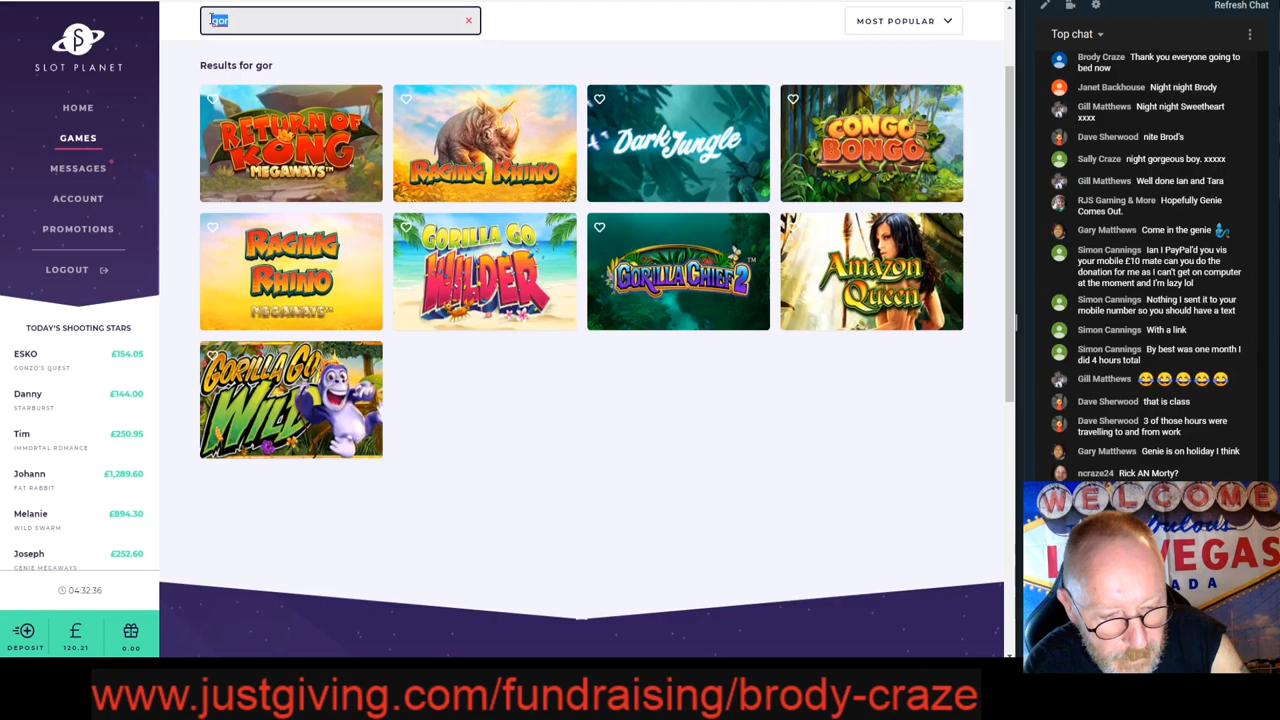 SLOT PLANET
HOME
GAMES
MESSAGES
ACCOUNT
PROMOTIONS
LOGOUT
TODAY'S SHOOTING STARS
ESKO £154.05
GONZO'S QUEST
Danny £144.00
STARBURST
Tim £250.95
IMMORTAL ROMANCE
Johann £1,289.60
FAT RABBIT
Melanie £894.30
WILD SWARM
Joseph £252.60
GENIE MEGAWAYS
04:32:36
DEPOSIT
£
120.21
0.00
gor
MOST POPULAR
Results for gor
RETURN OF
KONG
MEGAWAYS™
RAGING RHINO
Dark Jungle
CONGO
BONGO
RAGING
RHINO
MEGAWAYS™
GORILLA GO
WILDER
GORILLA CHIEF 2™
Amazon
Queen
GORILLA GO
WILD
Refresh Chat
Top chat
Brody Craze Thank you everyone going to
bed now
Janet Backhouse Night night Brody
Gill Matthews Night night Sweetheart
xxxx
Dave Sherwood nite Brod's
Sally Craze night gorgeous boy. xxxxx
Gill Matthews Well done Ian and Tara
RJS Gaming & More Hopefully Genie
Comes Out.
Gary Matthews Come in the genie 🧞
Simon Cannings Ian I PayPal'd you vis
your mobile £10 mate can you do the
donation for me as I can't get on computer
at the moment and I'm lazy lol
Simon Cannings Nothing I sent it to your
mobile number so you should have a text
Simon Cannings With a link
Simon Cannings By best was one month I
did 4 hours total
Gill Matthews 😂😂😂😂😂
Dave Sherwood that is class
Dave Sherwood 3 of those hours were
travelling to and from work
Gary Matthews Genie is on holiday I think
ncraze24 Rick AN Morty?
WELCOME
Fabulous
LAS VEGAS
NEVADA
www.justgiving.com/fundraising/brody-craze